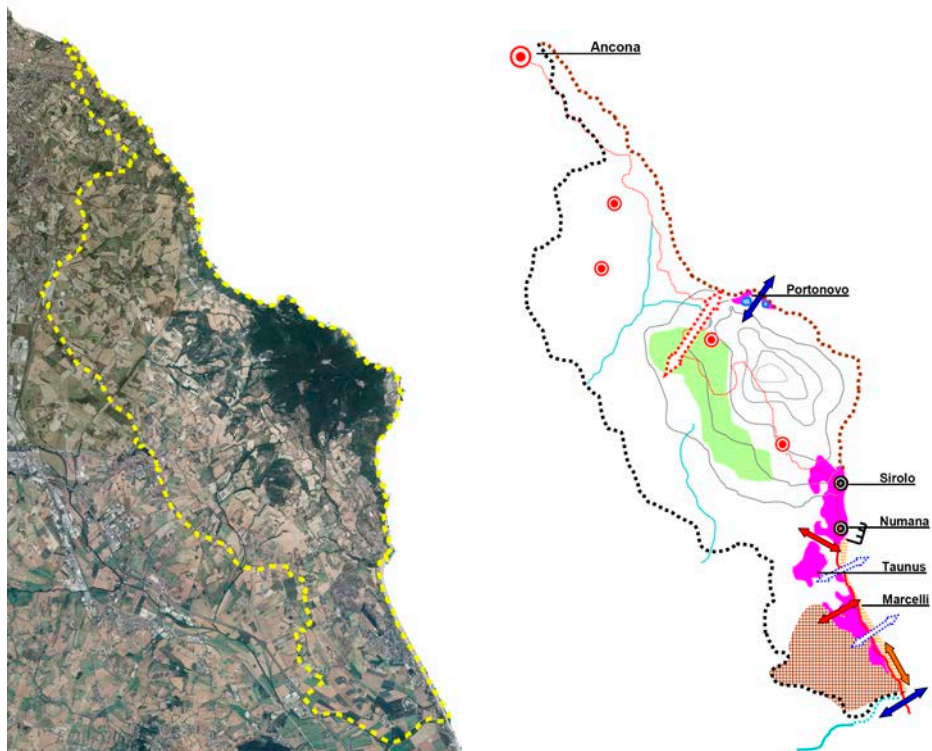 Ancona
Portonovo
Sirolo
Numana
Taunus
Marcelli